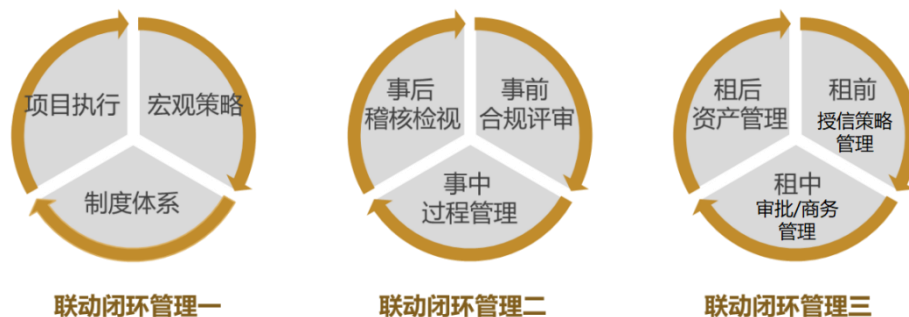 项目执行
宏观策略
制度体系
联动闭环管理一
事后
稽核检视
事前
合规评审
事中
过程管理
联动闭环管理二
租后
资产管理
租前
授信策略
管理
租中
审批/商务
管理
联动闭环管理三